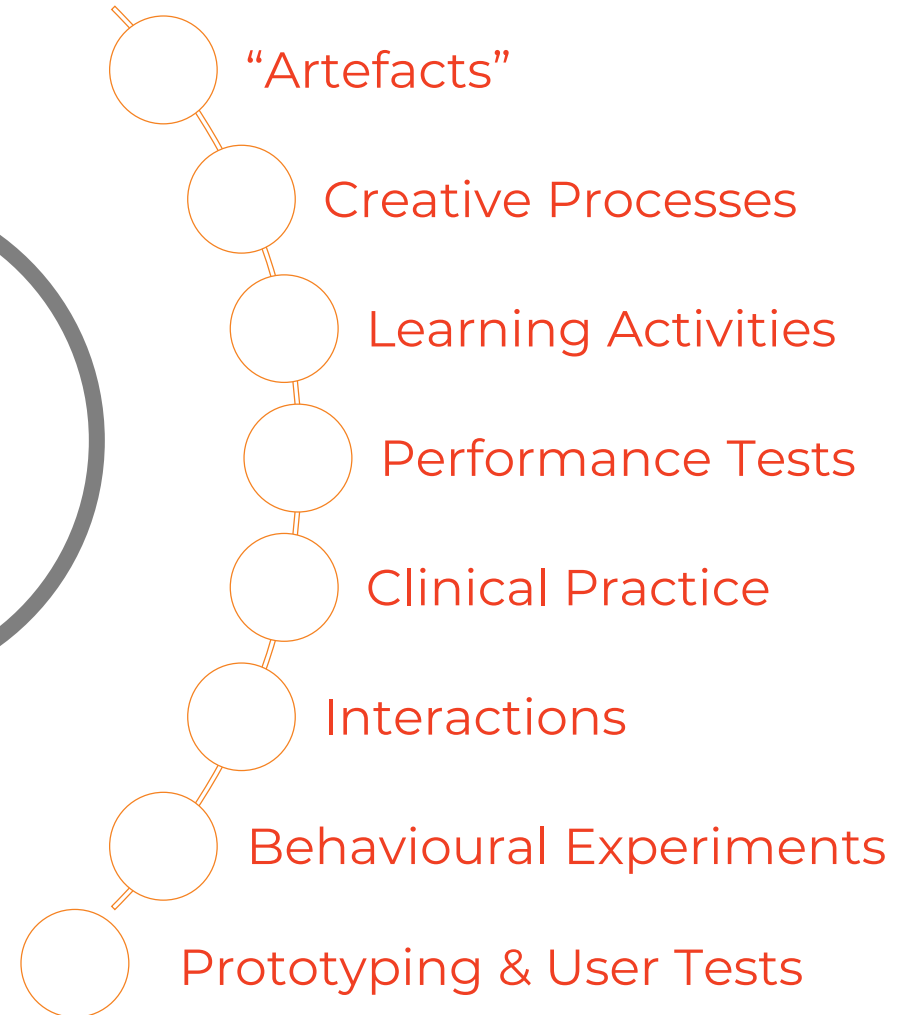 “Artefacts”
Creative Processes
Learning Activities
Performance Tests
Clinical Practice
Interactions
Behavioural Experiments
Prototyping & User Tests